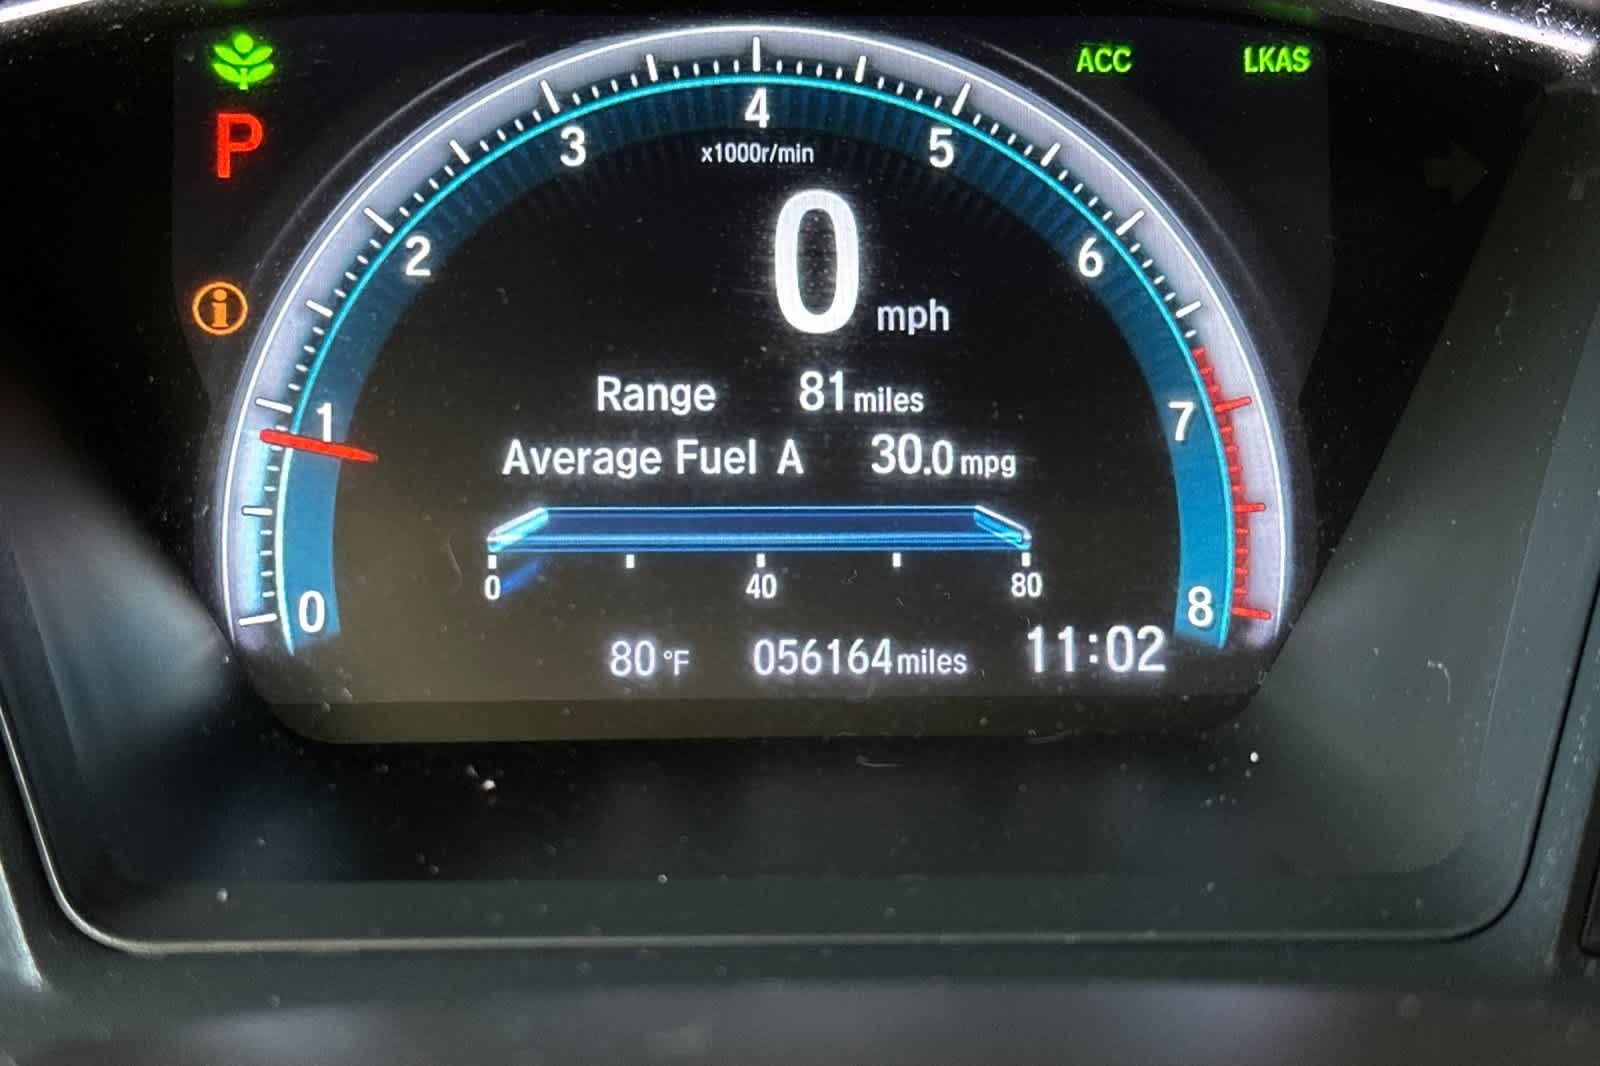 ACC LKAS
P
4
3 5
x1000r/min
0 mph
2 6
i
Range 81 miles
1 7
Average Fuel A 30.0 mpg
0 40 80
0 8
80 °F 056164 miles 11:02